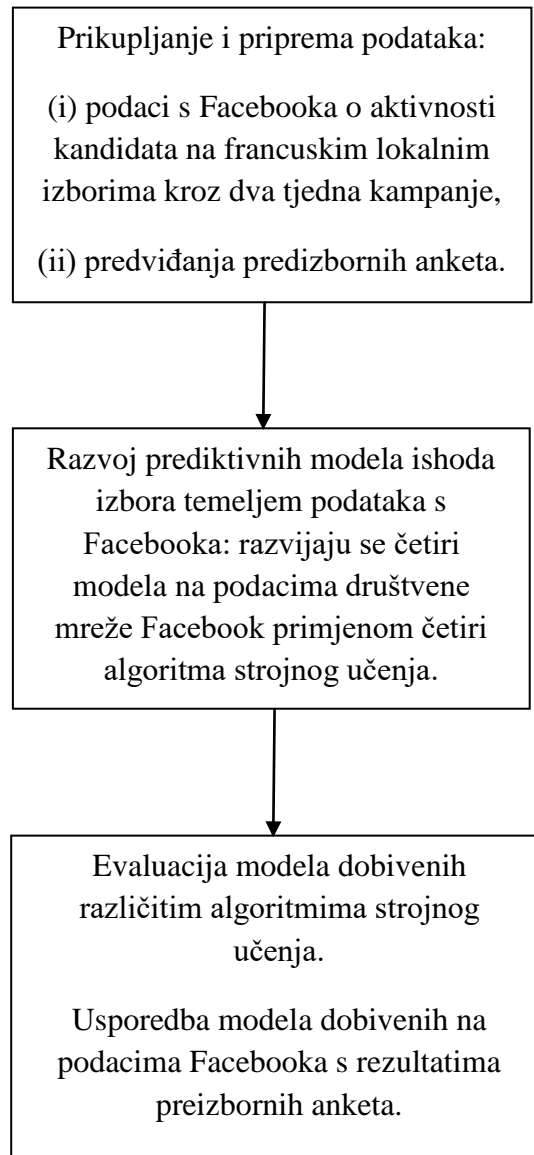 Prikupljanje i priprema podataka:
(i) podaci s Facebooka o aktivnosti
kandidata na francuskim lokalnim
izborima kroz dva tjedna kampanje,
(ii) predviđanja predizbornih anketa.
Razvoj prediktivnih modela ishoda
izbora temeljem podataka s
Facebooka: razvijaju se četiri
modela na podacima društvene
mreže Facebook primjenom četiri
algoritma strojnog učenja.
Evaluacija modela dobivenih
različitim algoritmima strojnog
učenja.
Usporedba modela dobivenih na
podacima Facebooka s rezultatima
preizbornih anketa.